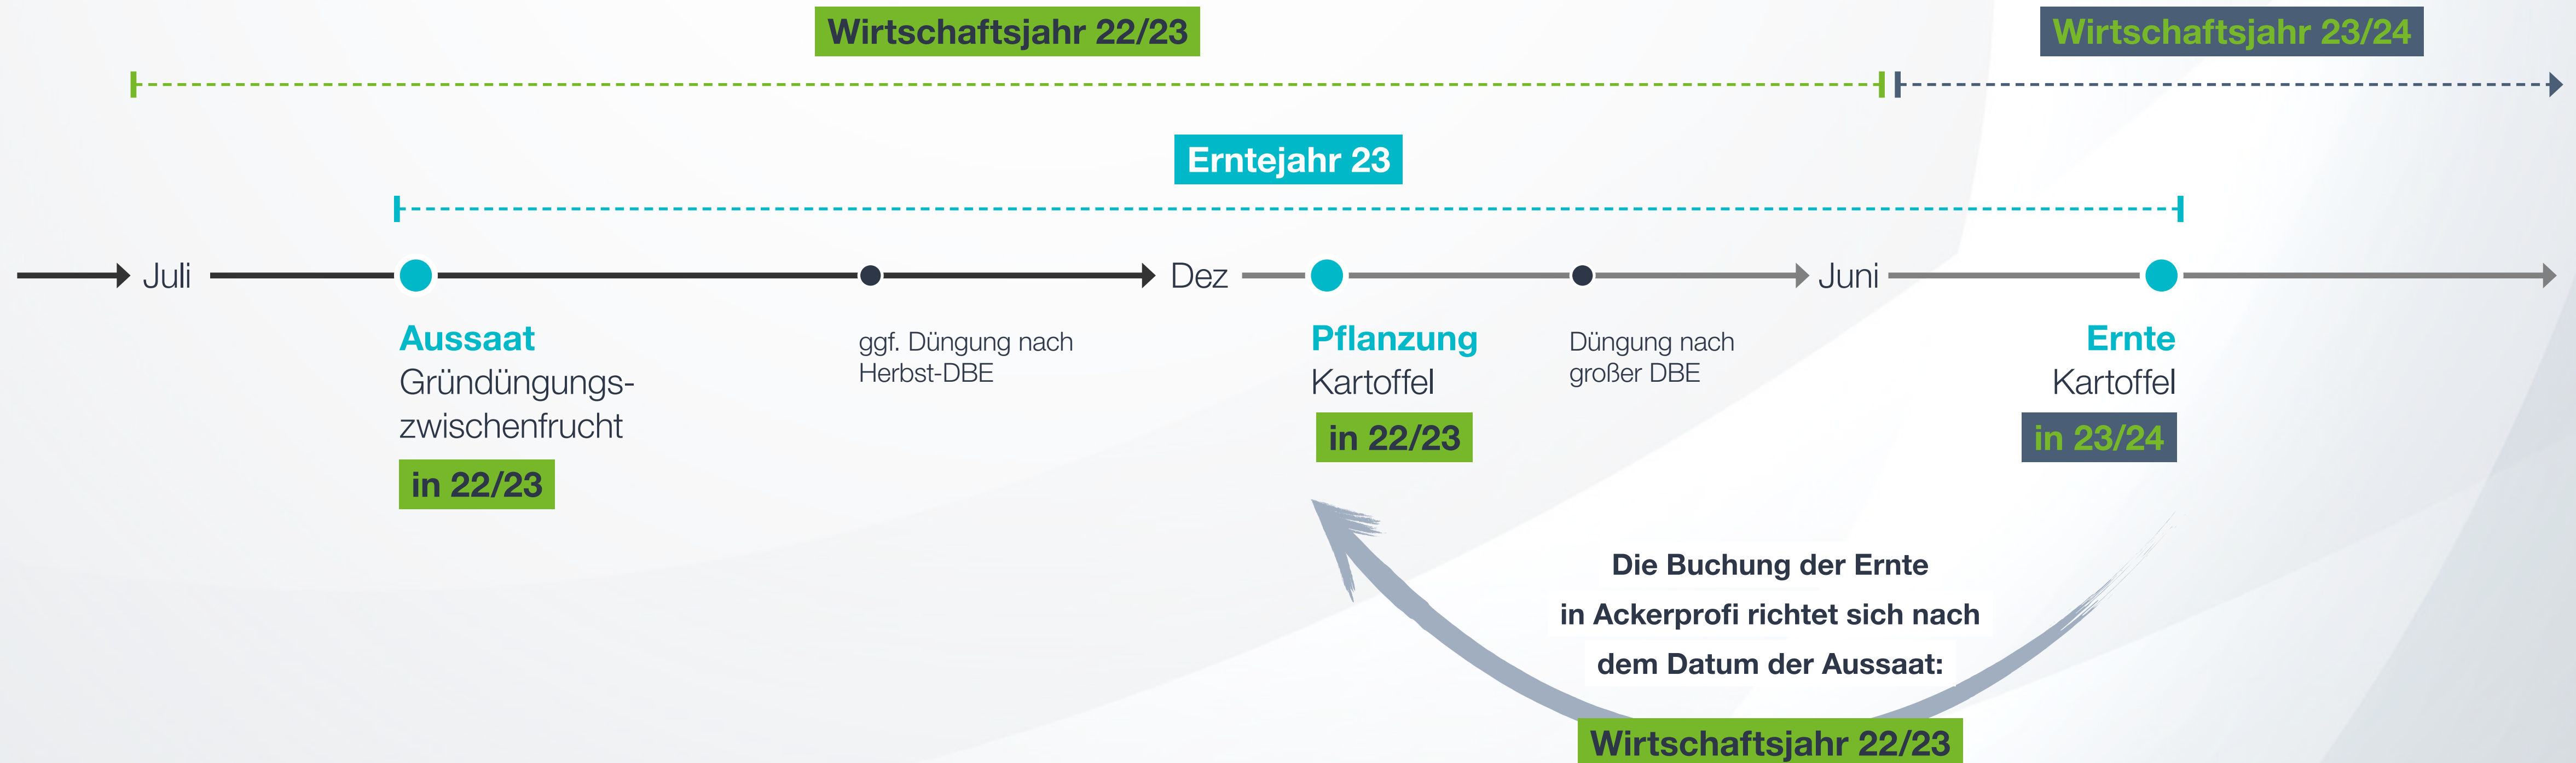 Wirtschaftsjahr 22/23
Wirtschaftsjahr 23/24
Erntejahr 23
Juli
Dez
Juni
Aussaat
Gründüngungs-
zwischenfrucht
in 22/23
ggf. Düngung nach
Herbst-DBE
Pflanzung
Kartoffel
in 22/23
Düngung nach
großer DBE
Ernte
Kartoffel
in 23/24
Die Buchung der Ernte
in Ackerprofi richtet sich nach
dem Datum der Aussaat:
Wirtschaftsjahr 22/23